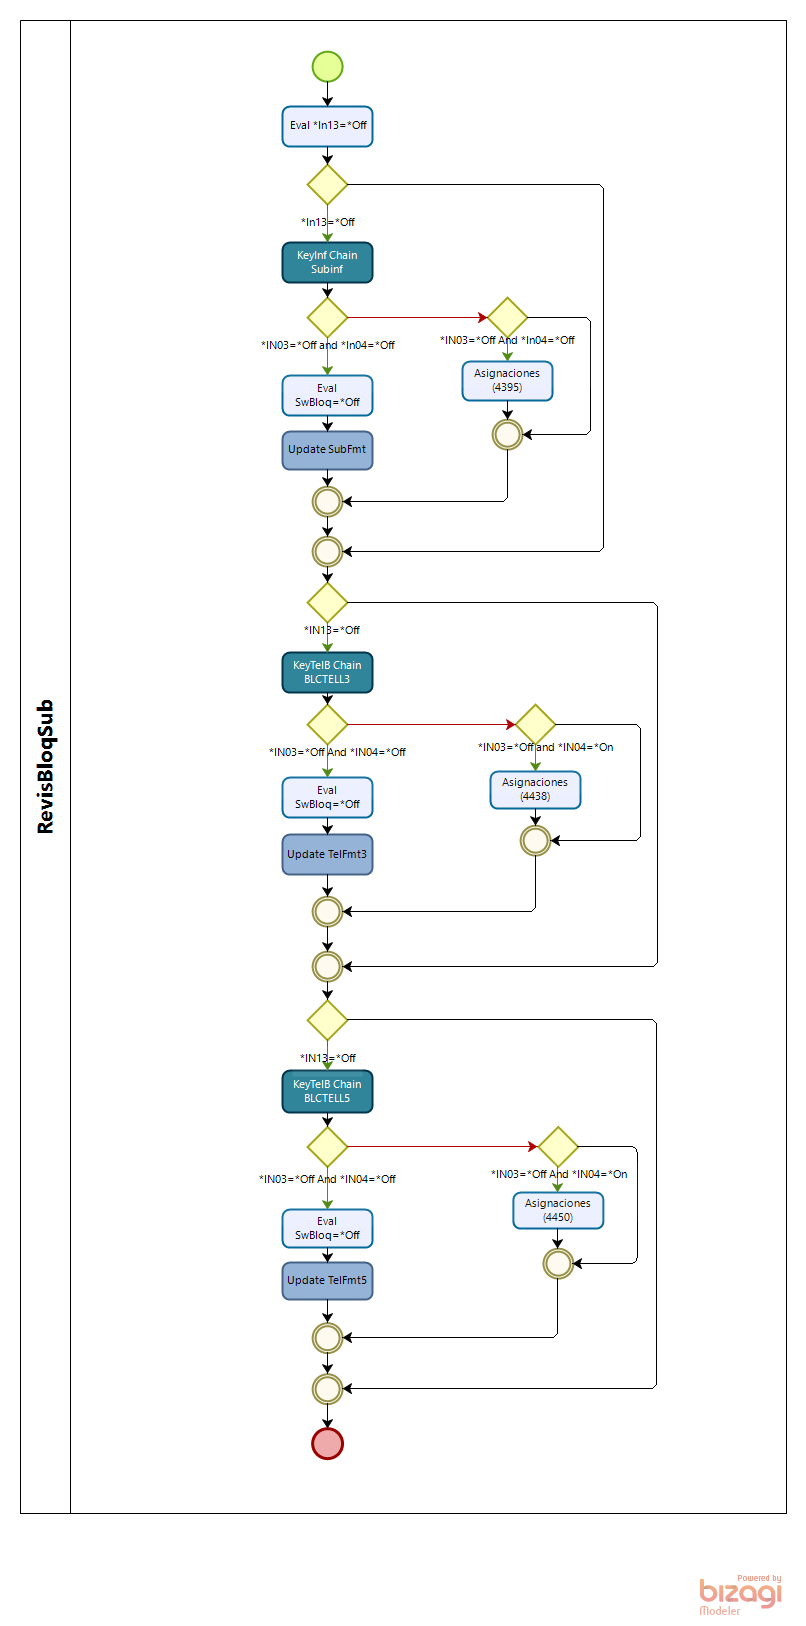 RevisBloqSub
Eval *In13=*Off
*In13=*Off
KeyInf Chain
Subinf
*IN03=*Off and *In04=*Off
*IN03=*Off And *In04=*Off
Eval
SwBloq=*Off
Asignaciones
(4395)
Update SubFmt
*IN13=*Off
KeyTelB Chain
BLCTELL3
*IN03=*Off And *IN04=*Off
*IN03=*Off and *IN04=*On
Eval
SwBloq=*Off
Asignaciones
(4438)
Update TelFmt3
*IN13=*Off
KeyTelB Chain
BLCTELL5
*IN03=*Off And *IN04=*Off
*IN03=*Off And *IN04=*On
Eval
SwBloq=*Off
Asignaciones
(4450)
Update TelFmt5
Powered by
bizagi
Modeler